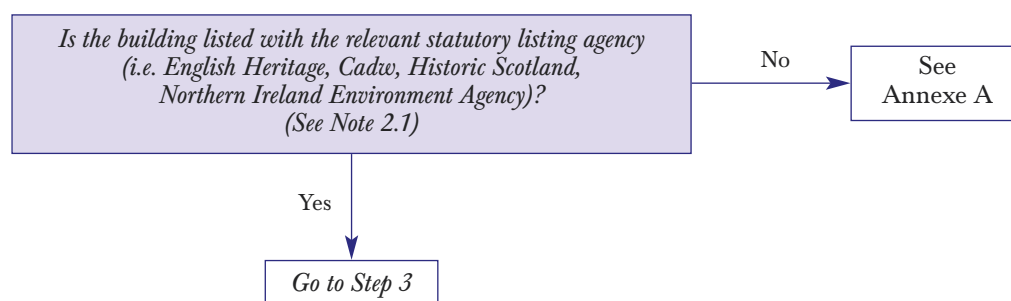 Is the building listed with the relevant statutory listing agency
(i.e. English Heritage, Cadw, Historic Scotland,
Northern Ireland Environment Agency)?
(See Note 2.1)
No
See
Annexe A
Yes
Go to Step 3